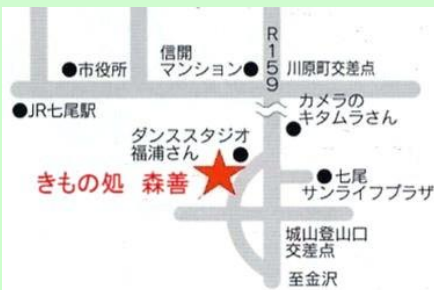 R159
信開
マンション
市役所
川原町交差点
JR七尾駅
カメラの
キタムラさん
ダンススタジオ
福浦さん
きもの処 森善
七尾
サンライフプラザ
城山登山口
交差点
至金沢